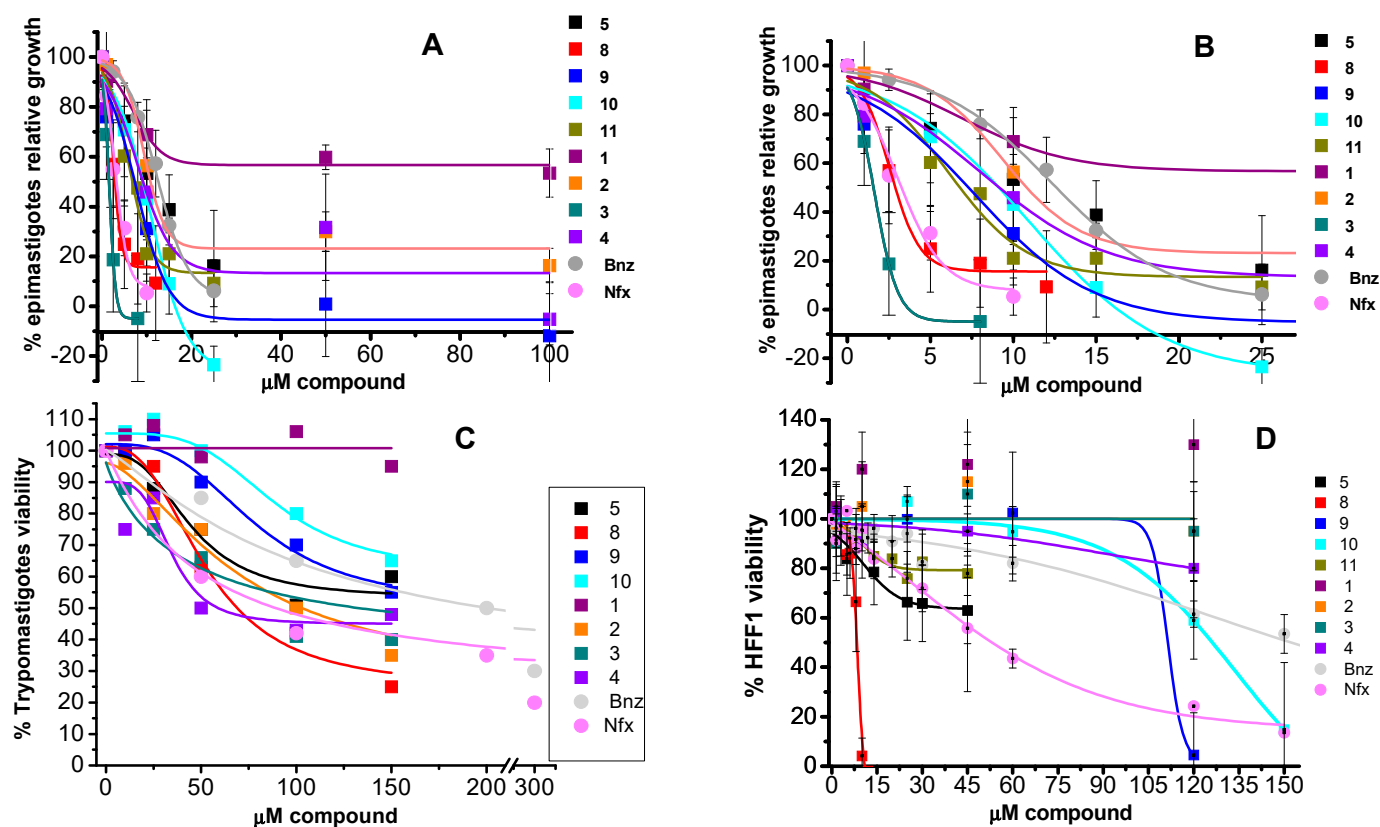 A
% epimastigotes relative growth
100
80
60
40
20
0
-20
0 20 40 60 80 100
μM compound
5
8
9
10
11
1
2
3
4
Bnz
Nfx
B
% epimastigotes relative growth
100
80
60
40
20
0
-20
0 5 10 15 20 25
μM compound
5
8
9
10
11
1
2
3
4
Bnz
Nfx
C
% Trypomastigotes viability
110
100
90
80
70
60
50
40
30
20
10
0
0 50 100 150 200 300
μM compound
5
8
9
10
1
2
3
4
Bnz
Nfx
D
% HFF1 viability
140
120
100
80
60
40
20
0
0 15 30 45 60 75 90 105 120 135 150
μM compound
5
8
9
10
11
1
2
3
4
Bnz
Nfx